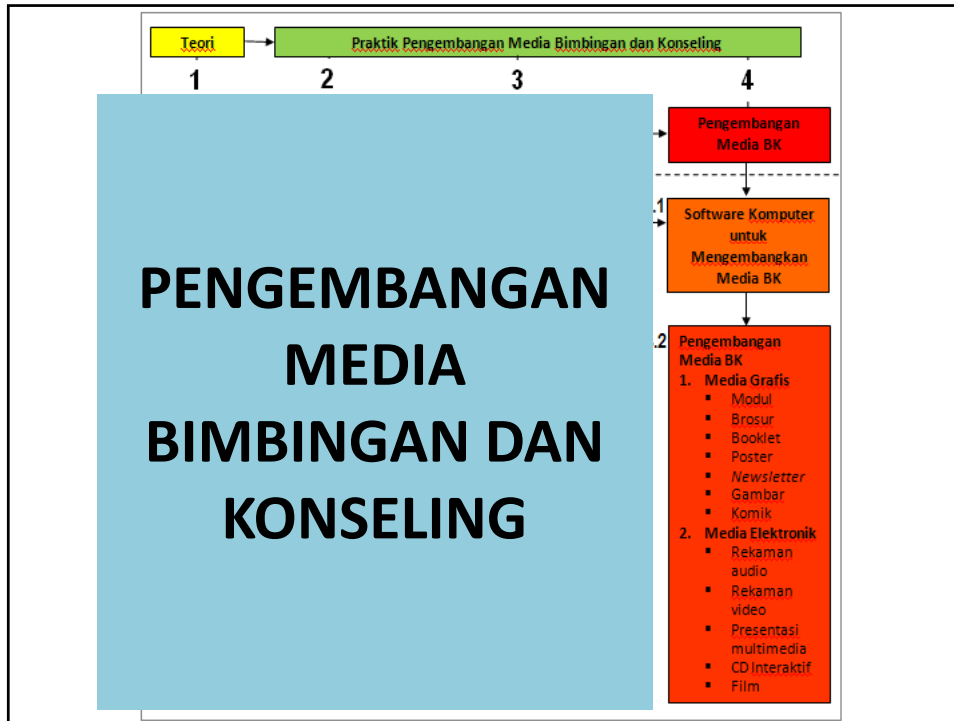 Teori
Praktik Pengembangan Media Bimbingan dan Konseling
1
2
3
4
PENGEMBANGAN
MEDIA
BIMBINGAN DAN
KONSELING
Pengembangan
Media BK
.1
Software Komputer
untuk
Mengembangkan
Media BK
.2
Pengembangan
Media BK
1. Media Grafis
▪ Modul
▪ Brosur
▪ Booklet
▪ Poster
▪ Newsletter
▪ Gambar
▪ Komik
2. Media Elektronik
▪ Rekaman
audio
▪ Rekaman
video
▪ Presentasi
multimedia
▪ CD Interaktif
▪ Film